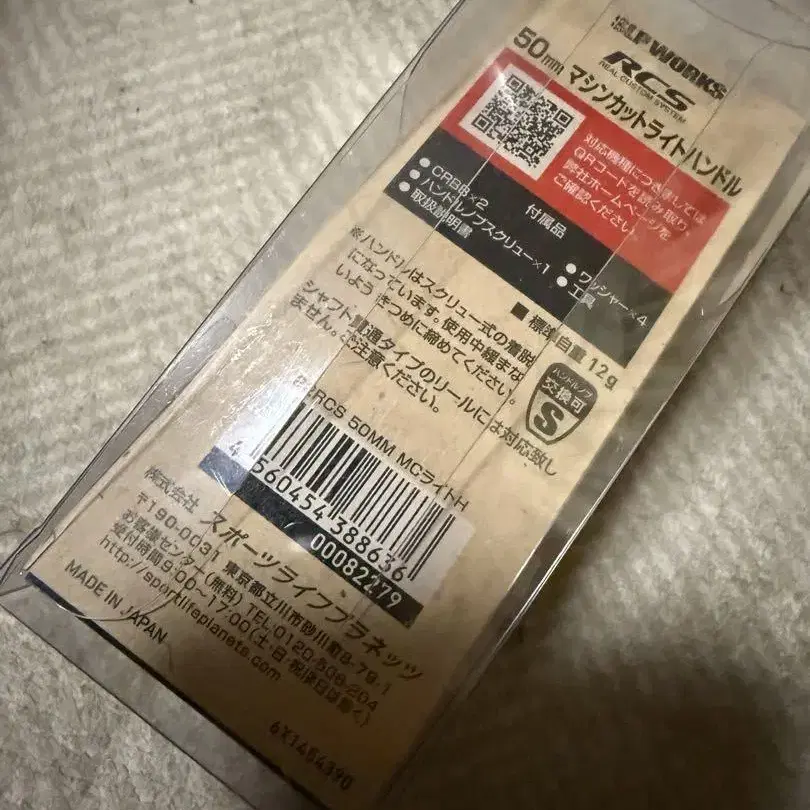 SLP WORKS
RCS
REAL CUSTOM SYSTEM
50mm マシンカットライトハンドル
対応機種につきましては
QRコードを読み取り
弊社ホームページを
ご確認ください。
付属品
●CRBB×2
●ハンドルノブスクリュー×1
●取扱説明書
●ワッシャー×4
●工具
■標準自重 12g
※ハンドルはスクリュー式の着脱
になっています。使用中緩まな
いよう きつめに締めてください。
シャフト貫通タイプのリールには対応致し
ません。ご注意ください。
ハンドルノブ
交換可
S
RCS 50MM MCライトH
4 560454 388636
00082279
株式会社 スポーツライフプラネッツ
〒190-0031 東京都立川市砂川町8-79-1
お客様センター(無料) TEL.0120-506-204
受付時間9:00~17:00(土・日・祝祭日は除く)
http://sportlifeplanets.com
MADE IN JAPAN
6X1454390